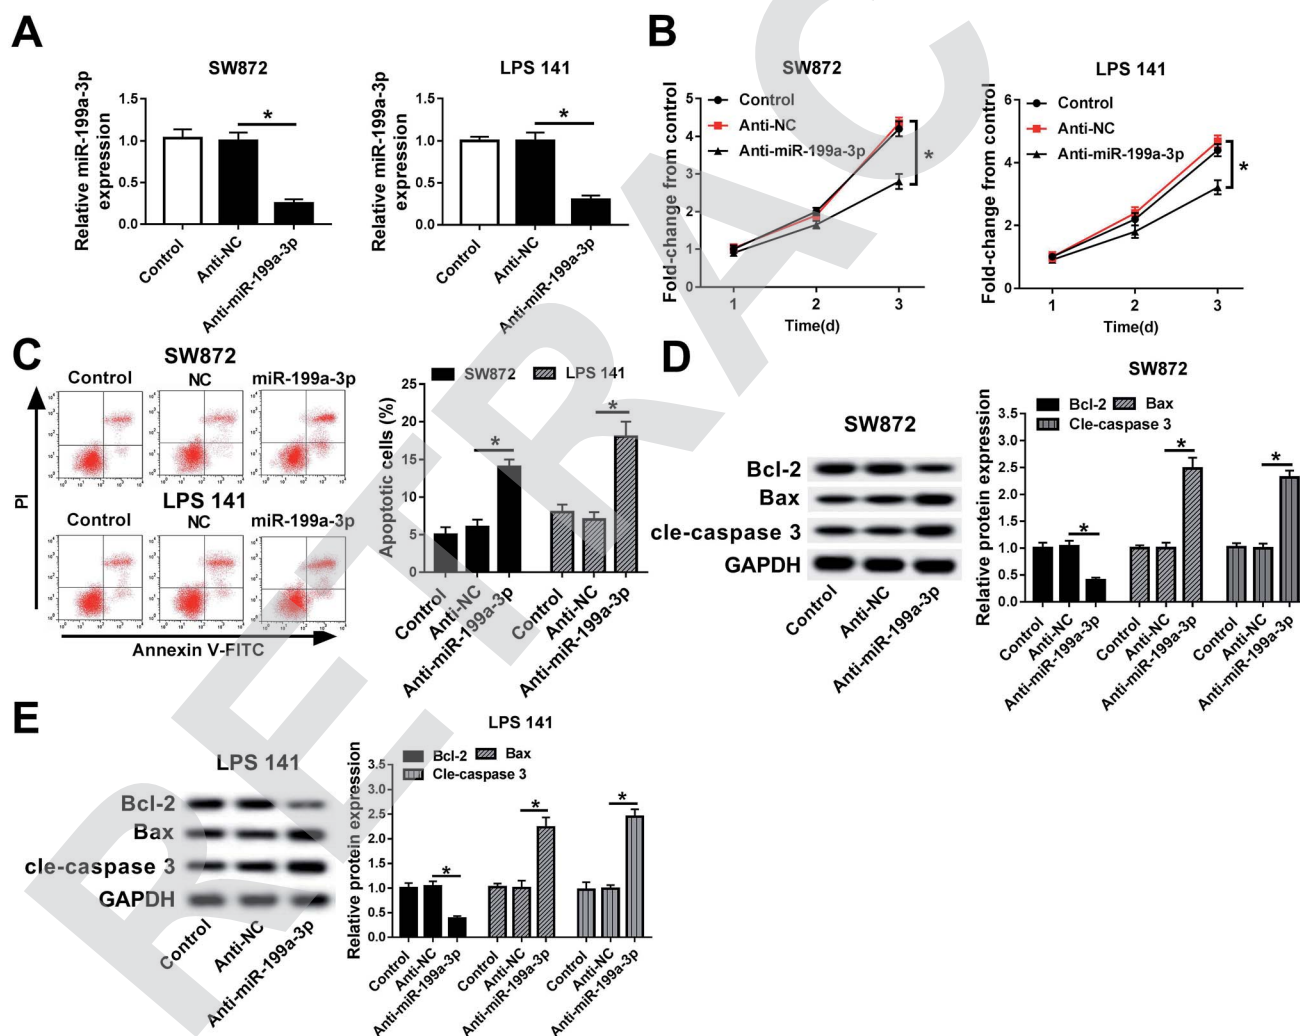 A
SW872
Relative miR-199a-3p
expression
1.5
1.0
0.5
0.0
*
Control
Anti-NC
Anti-miR-199a-3p
LPS 141
Relative miR-199a-3p
expression
1.5
1.0
0.5
0.0
*
Control
Anti-NC
Anti-miR-199a-3p
B
SW872
Fold-change from control
5
4
3
2
1
0
Control
Anti-NC
Anti-miR-199a-3p
*
1 2 3
Time(d)
LPS 141
Fold-change from control
6
4
2
0
Control
Anti-NC
Anti-miR-199a-3p
*
1 2 3
Time(d)
C
SW872
Control NC miR-199a-3p
LPS 141
Control NC miR-199a-3p
PI
Annexin V-FITC
SW872 LPS 141
Apoptotic cells (%)
25
20
15
10
5
0
* *
Control
Anti-NC
Anti-miR-199a-3p
Control
Anti-NC
Anti-miR-199a-3p
D
SW872
Bcl-2
Bax
cle-caspase 3
GAPDH
Control
Anti-NC
Anti-miR-199a-3p
SW872
Relative protein expression
Bcl-2 Bax
Cle-caspase 3
3.5
3.0
2.5
2.0
1.5
1.0
0.5
0.0
* * *
Control
Anti-NC
Anti-miR-199a-3p
Control
Anti-NC
Anti-miR-199a-3p
Control
Anti-NC
Anti-miR-199a-3p
E
LPS 141
Bcl-2
Bax
cle-caspase 3
GAPDH
Control
Anti-NC
Anti-miR-199a-3p
LPS 141
Relative protein expression
Bcl-2 Bax
Cle-caspase 3
3.5
3.0
2.5
2.0
1.5
1.0
0.5
0.0
* * *
Control
Anti-NC
Anti-miR-199a-3p
Control
Anti-NC
Anti-miR-199a-3p
Control
Anti-NC
Anti-miR-199a-3p
RETRAC